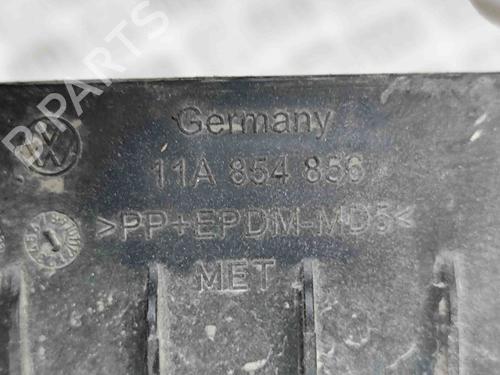 Germany
11A 854 856
>PP+EPDM-MD5<
MET